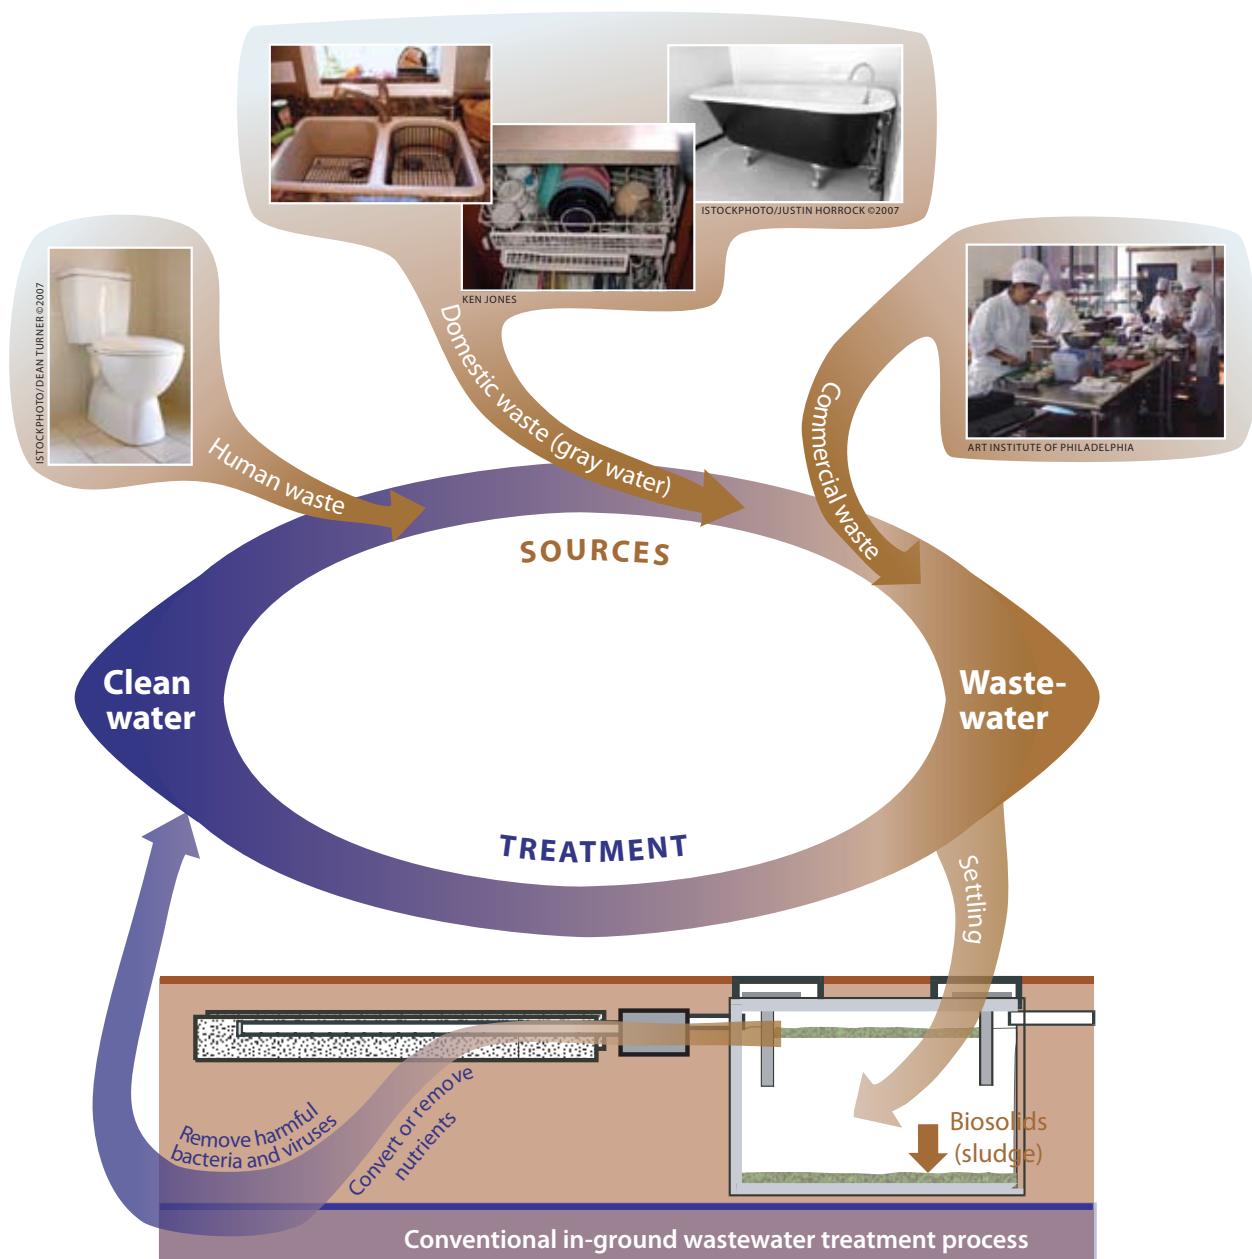 ISTOCKPHOTO/JUSTIN HORROCK ©2007
KEN JONES
ISTOCKPHOTO/DEAN TURNER ©2007
ART INSTITUTE OF PHILADELPHIA
Human waste
Domestic waste (gray water)
Commercial waste
SOURCES
Clean
water
Waste-
water
TREATMENT
Settling
Biosolids
(sludge)
Convert or remove
nutrients
Remove harmful
bacteria and viruses
Conventional in-ground wastewater treatment process